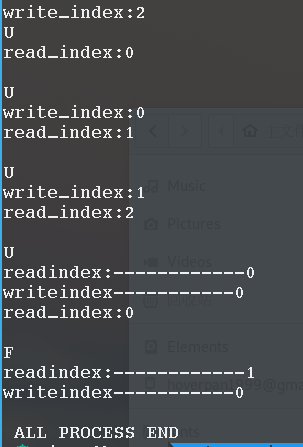 write_index:2
U
read_index:0
U
write_index:0
read_index:1
U
write_index:1
read_index:2
Music
Pictures
U
Videos
readindex:------------0
writeindex------------0
read_index:0
Elements
F
readindex:------------1
writeindex------------0
ALL PROCESS END